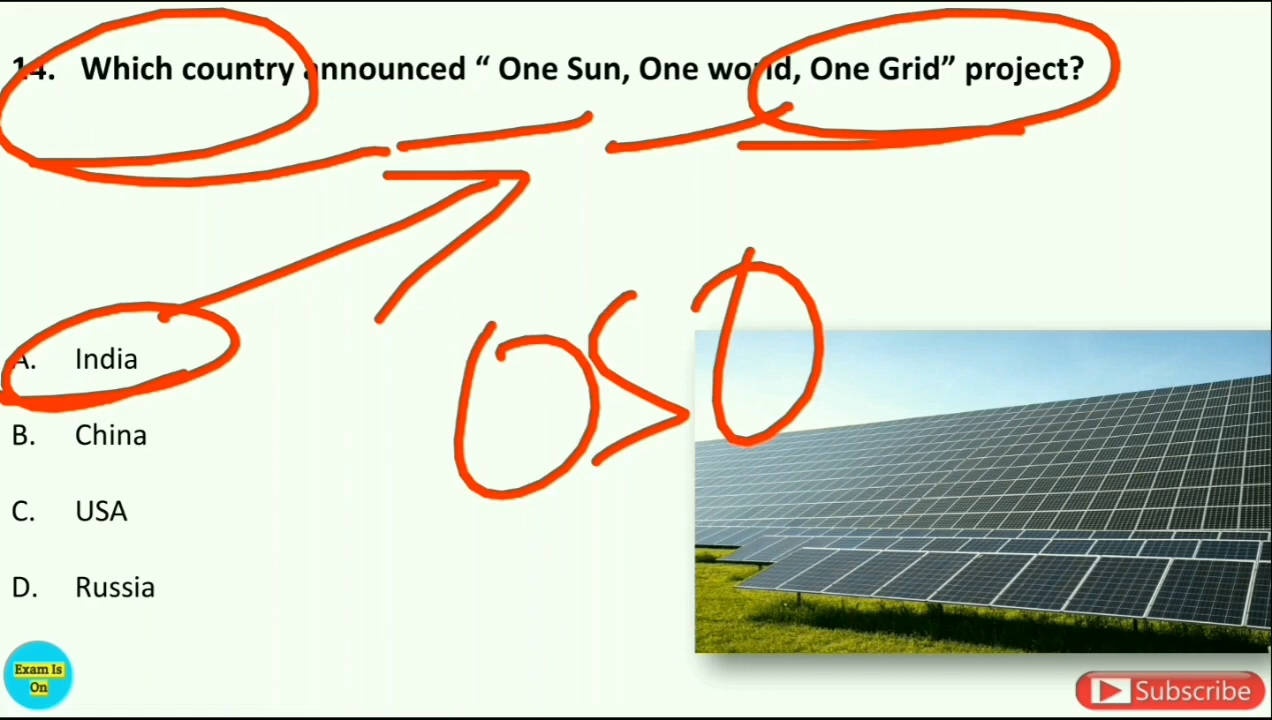 14. Which country announced “ One Sun, One world, One Grid” project?
A. India
OSO
B. China
C. USA
D. Russia
Exam Is
On
Subscribe